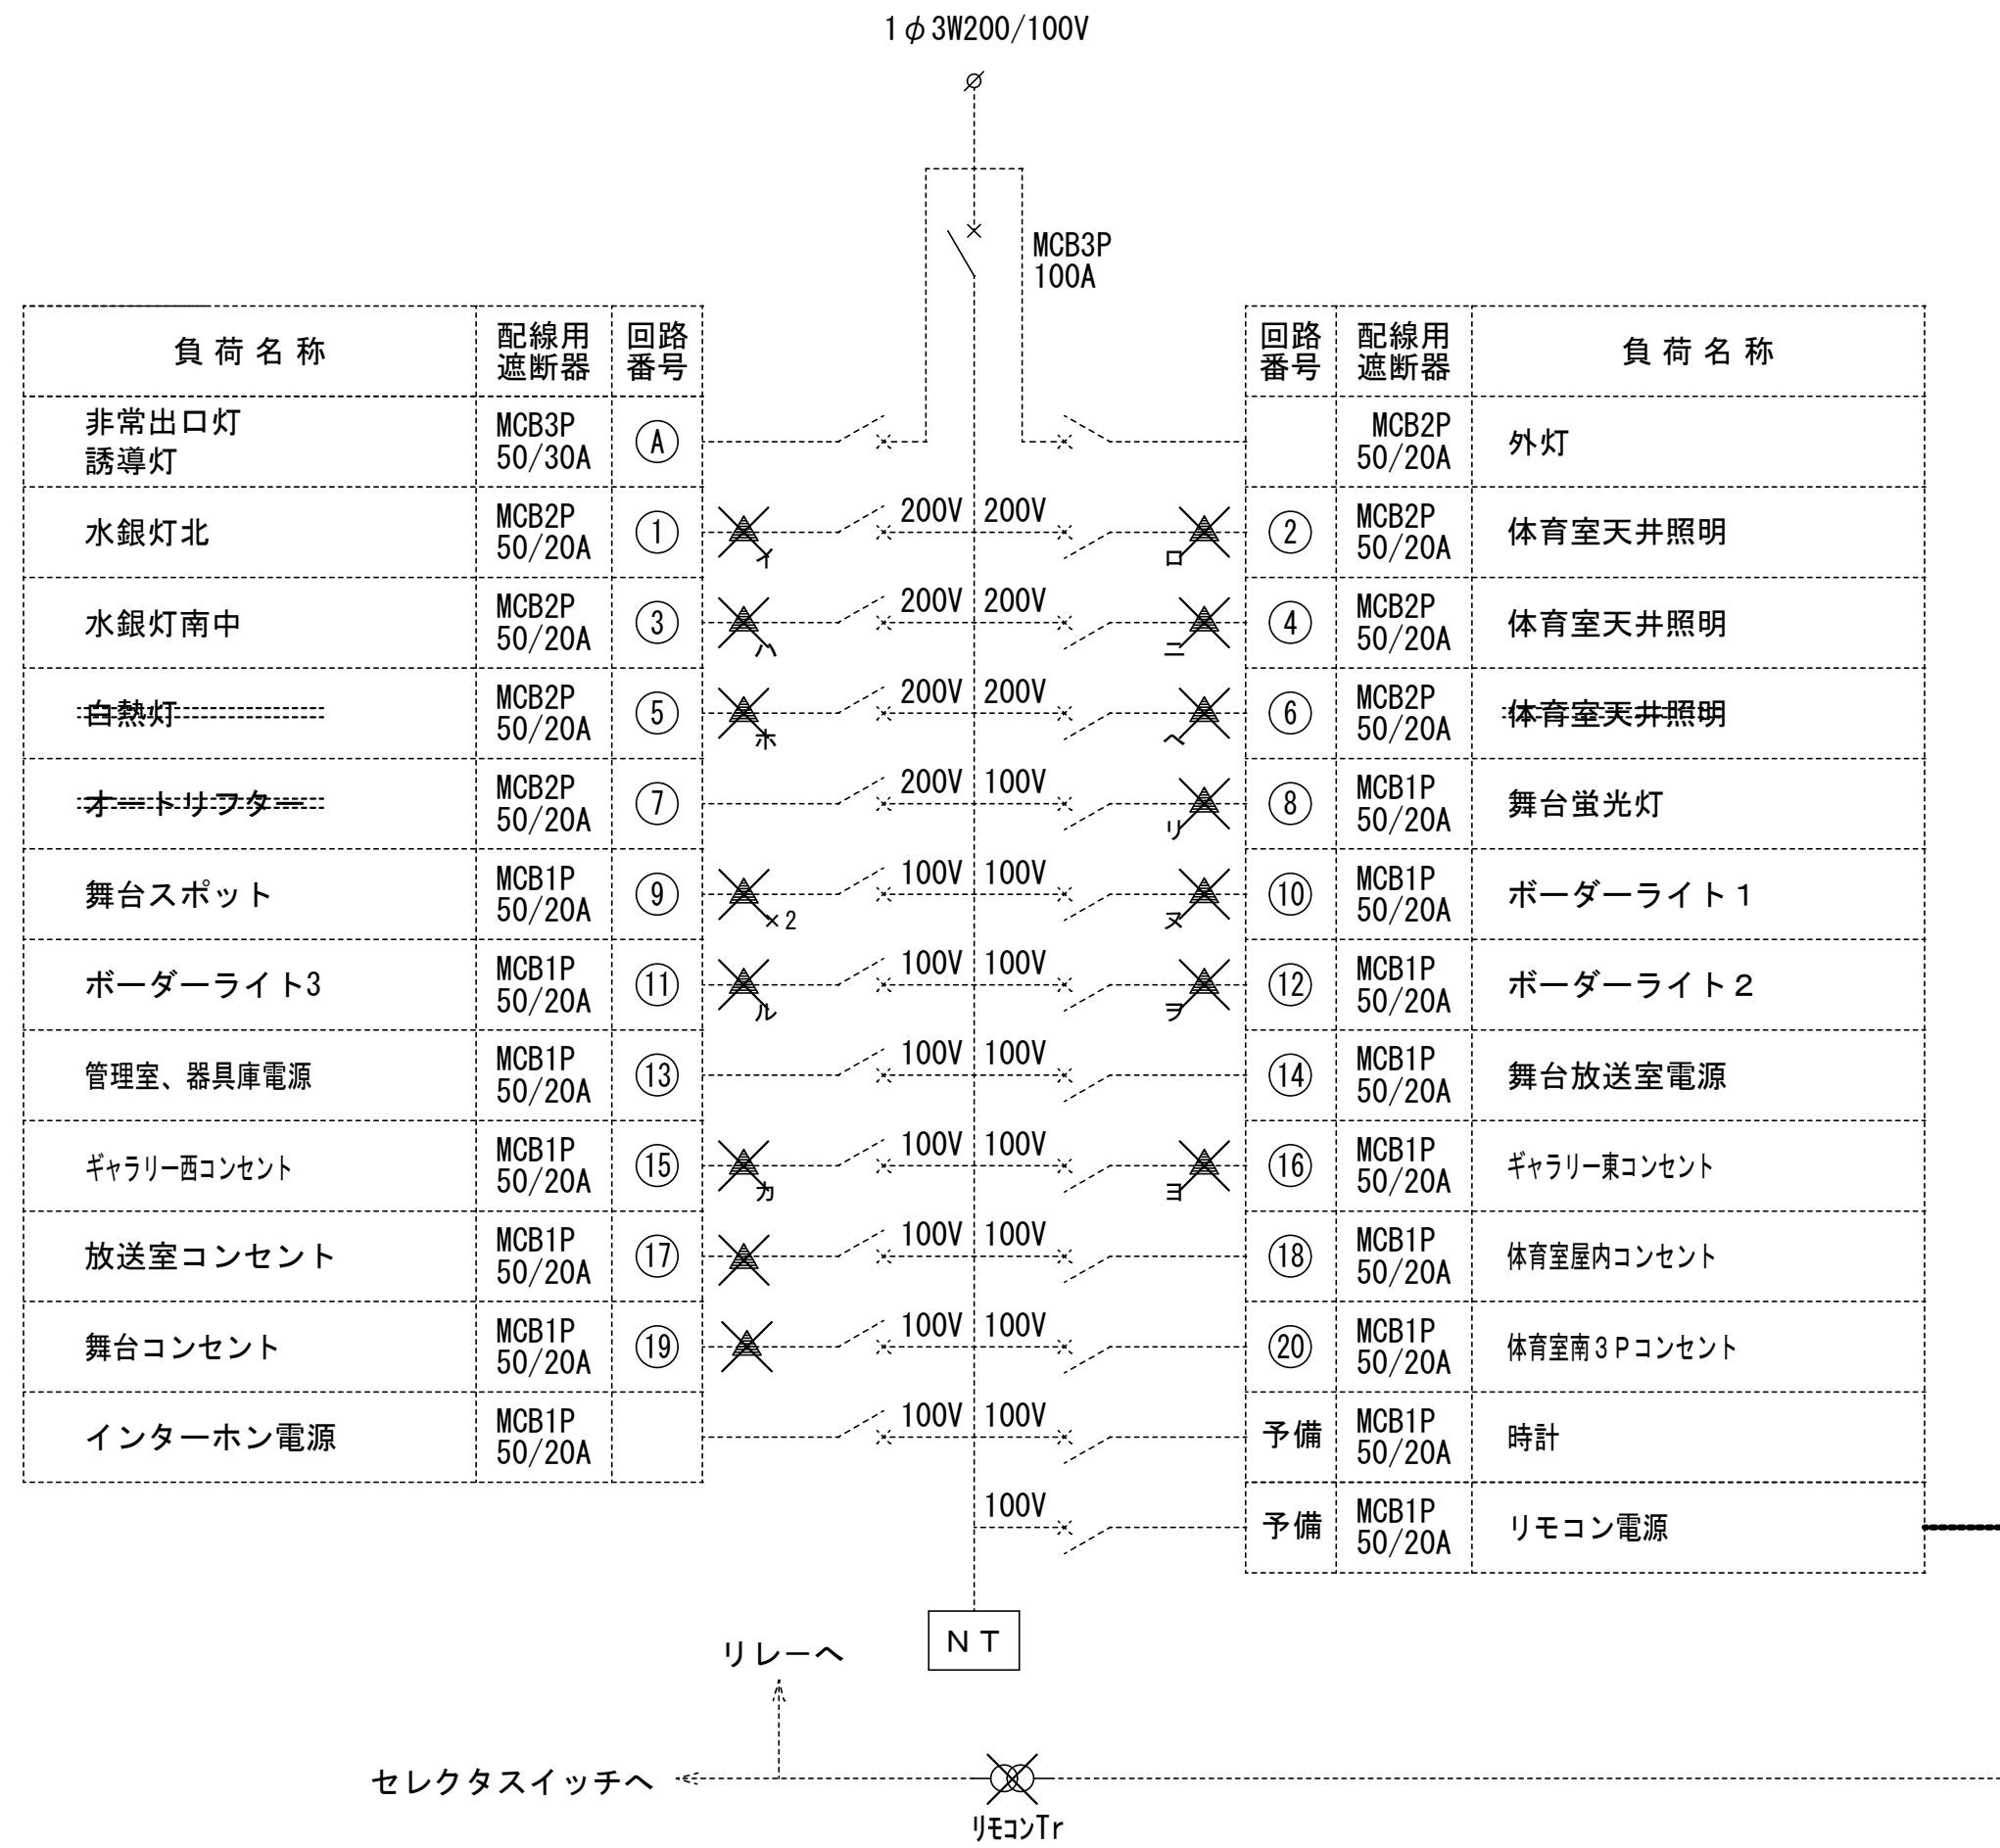 1φ3W200/100V
MCB3P
100A
負荷名称
配線用
遮断器
回路
番号
非常出口灯
誘導灯
MCB3P
50/30A
A
水銀灯北
MCB2P
50/20A
1
200V
イ
水銀灯南中
MCB2P
50/20A
3
200V
ハ
白熱灯
MCB2P
50/20A
5
200V
ホ
オートリフター
MCB2P
50/20A
7
200V
舞台スポット
MCB1P
50/20A
9
100V
×2
ボーダーライト3
MCB1P
50/20A
11
100V
ル
管理室、器具庫電源
MCB1P
50/20A
13
100V
ギャラリー西コンセント
MCB1P
50/20A
15
100V
カ
放送室コンセント
MCB1P
50/20A
17
100V
舞台コンセント
MCB1P
50/20A
19
100V
インターホン電源
MCB1P
50/20A
100V
回路
番号
配線用
遮断器
負荷名称
MCB2P
50/20A
外灯
200V
ロ
2
MCB2P
50/20A
体育室天井照明
200V
ニ
4
MCB2P
50/20A
体育室天井照明
200V
ヘ
6
MCB2P
50/20A
体育室天井照明
100V
リ
8
MCB1P
50/20A
舞台蛍光灯
100V
ヌ
10
MCB1P
50/20A
ボーダーライト1
100V
ヲ
12
MCB1P
50/20A
ボーダーライト2
100V
14
MCB1P
50/20A
舞台放送室電源
100V
ヨ
16
MCB1P
50/20A
ギャラリー東コンセント
100V
18
MCB1P
50/20A
体育室屋内コンセント
100V
20
MCB1P
50/20A
体育室南3Pコンセント
100V
予備
MCB1P
50/20A
時計
100V
予備
MCB1P
50/20A
リモコン電源
NT
リレーへ
セレクタスイッチへ
リモコンTr